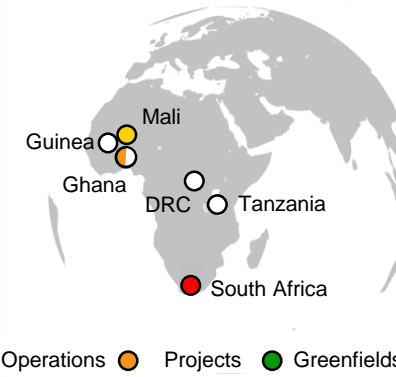 Mali
Guinea
Ghana
DRC
Tanzania
South Africa
Operations Projects Greenfields